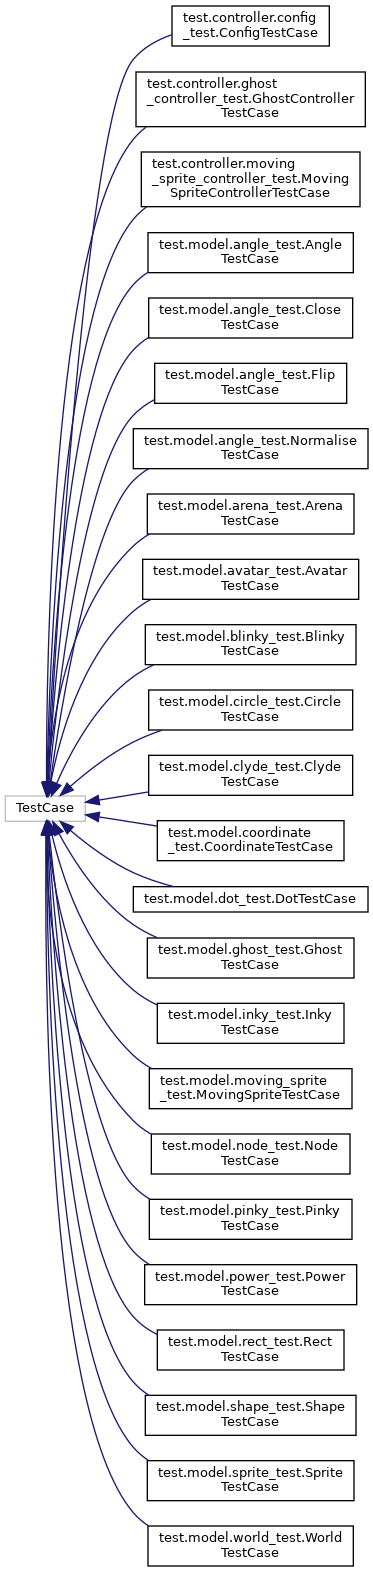 test.controller.config
_test.ConfigTestCase
test.controller.ghost
_controller_test.GhostController
TestCase
test.controller.moving
_sprite_controller_test.Moving
SpriteControllerTestCase
test.model.angle_test.Angle
TestCase
test.model.angle_test.Close
TestCase
test.model.angle_test.Flip
TestCase
test.model.angle_test.Normalise
TestCase
test.model.arena_test.Arena
TestCase
test.model.avatar_test.Avatar
TestCase
test.model.blinky_test.Blinky
TestCase
test.model.circle_test.Circle
TestCase
test.model.clyde_test.Clyde
TestCase
TestCase
test.model.coordinate
_test.CoordinateTestCase
test.model.dot_test.DotTestCase
test.model.ghost_test.Ghost
TestCase
test.model.inky_test.Inky
TestCase
test.model.moving_sprite
_test.MovingSpriteTestCase
test.model.node_test.Node
TestCase
test.model.pinky_test.Pinky
TestCase
test.model.power_test.Power
TestCase
test.model.rect_test.Rect
TestCase
test.model.shape_test.Shape
TestCase
test.model.sprite_test.Sprite
TestCase
test.model.world_test.World
TestCase